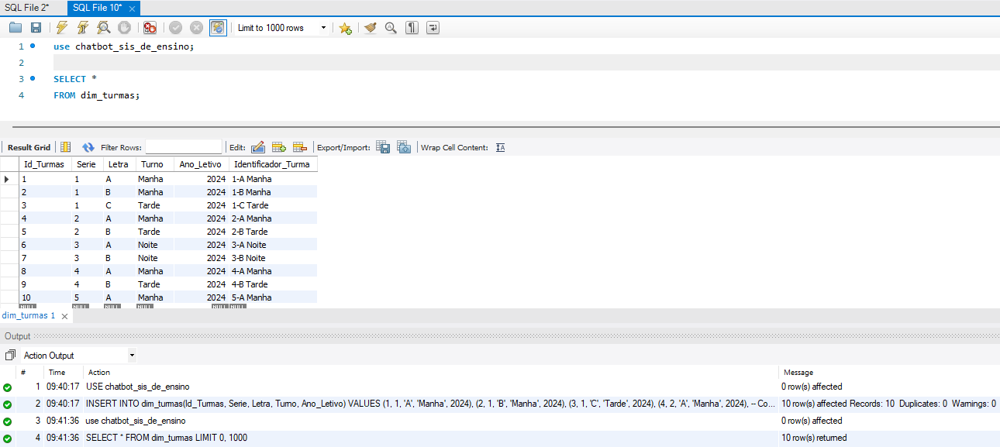 SQL File 2* SQL File 10*
Limit to 1000 rows
1 use chatbot_sis_de_ensino;
2
3 SELECT *
4 FROM dim_turmas;
Result Grid Filter Rows: Edit: Export/Import: Wrap Cell Content:
Id_Turmas Serie Letra Turno Ano_Letivo Identificador_Turma
1 1 A Manha 2024 1-A Manha
2 1 B Manha 2024 1-B Manha
3 1 C Tarde 2024 1-C Tarde
4 2 A Manha 2024 2-A Manha
5 2 B Tarde 2024 2-B Tarde
6 3 A Noite 2024 3-A Noite
7 3 B Noite 2024 3-B Noite
8 4 A Manha 2024 4-A Manha
9 4 B Tarde 2024 4-B Tarde
10 5 A Manha 2024 5-A Manha
NULL NULL NULL NULL NULL NULL
dim_turmas 1
Output
Action Output
# Time Action Message
1 09:40:17 USE chatbot_sis_de_ensino 0 row(s) affected
2 09:40:17 INSERT INTO dim_turmas(Id_Turmas, Serie, Letra, Turno, Ano_Letivo) VALUES (1, 1, 'A', 'Manha', 2024), (2, 1, 'B', 'Manha', 2024), (3, 1, 'C', 'Tarde', 2024), (4, 2, 'A', 'Manha', 2024), -- Co... 10 row(s) affected Records: 10 Duplicates: 0 Warnings: 0
3 09:41:36 use chatbot_sis_de_ensino 0 row(s) affected
4 09:41:36 SELECT * FROM dim_turmas LIMIT 0, 1000 10 row(s) returned